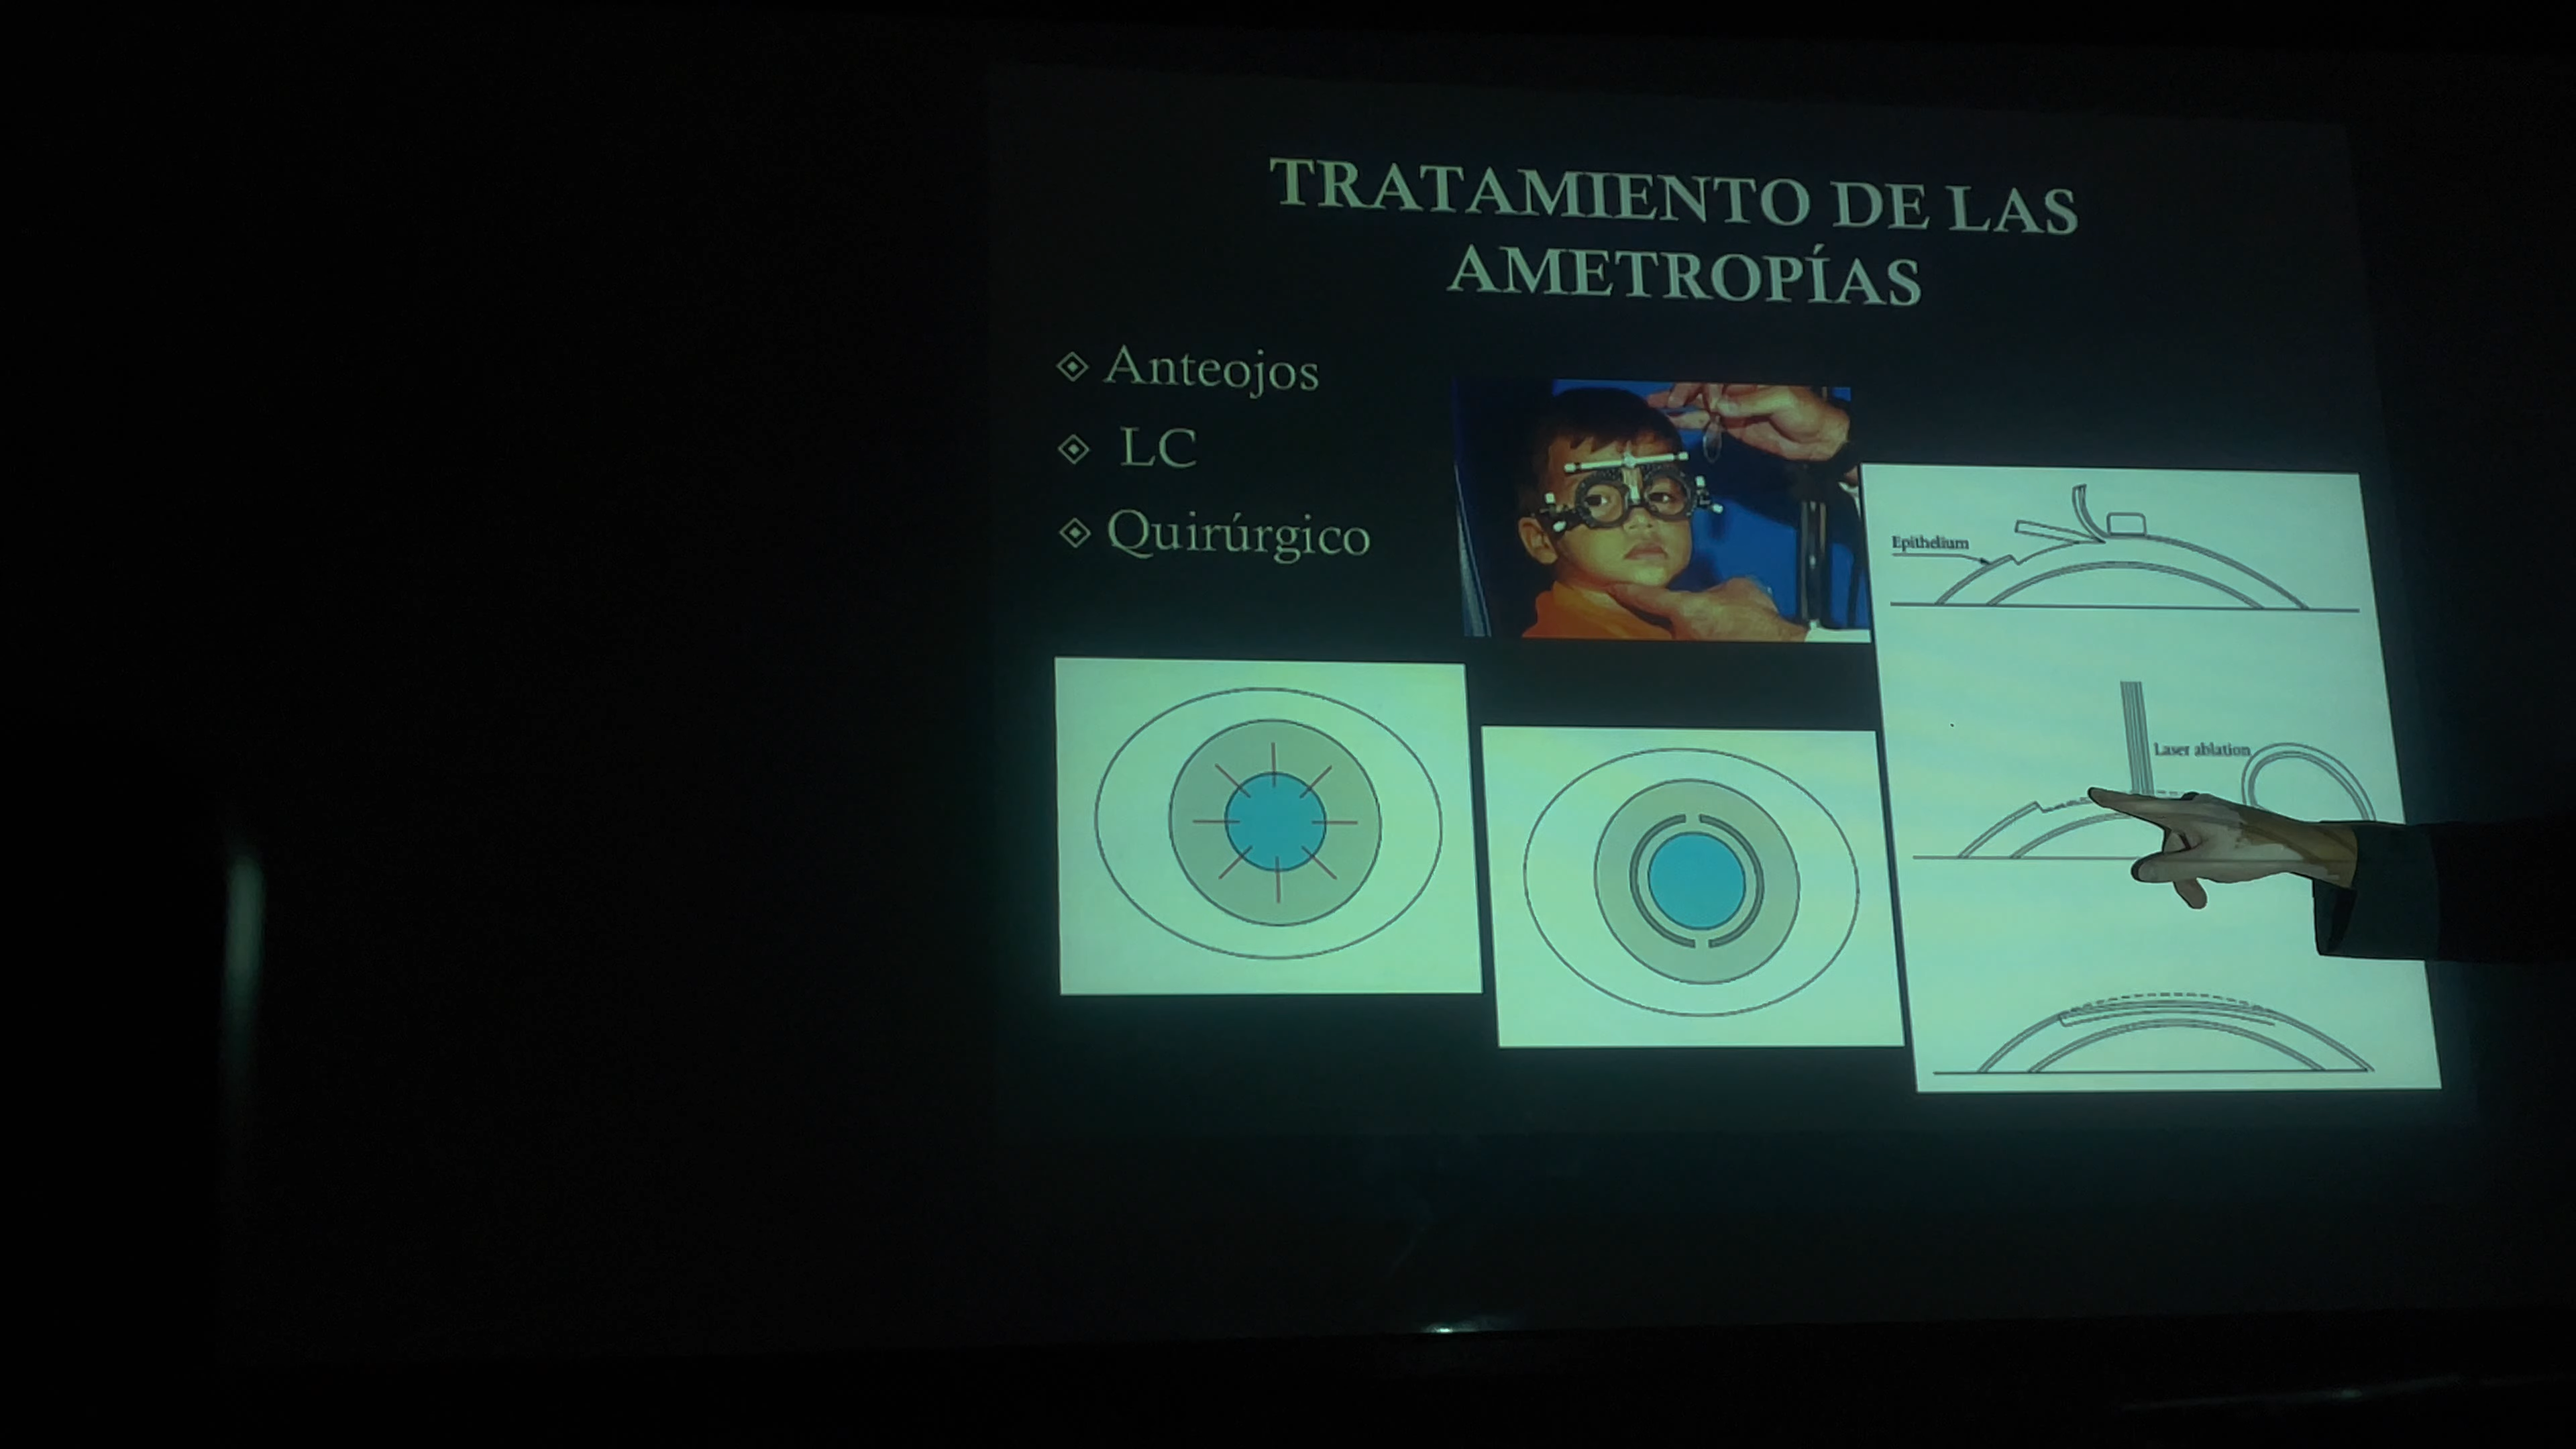 TRATAMIENTO DE LAS
AMETROPÍAS
Anteojos
LC
Quirúrgico
Epithelium
Laser ablation